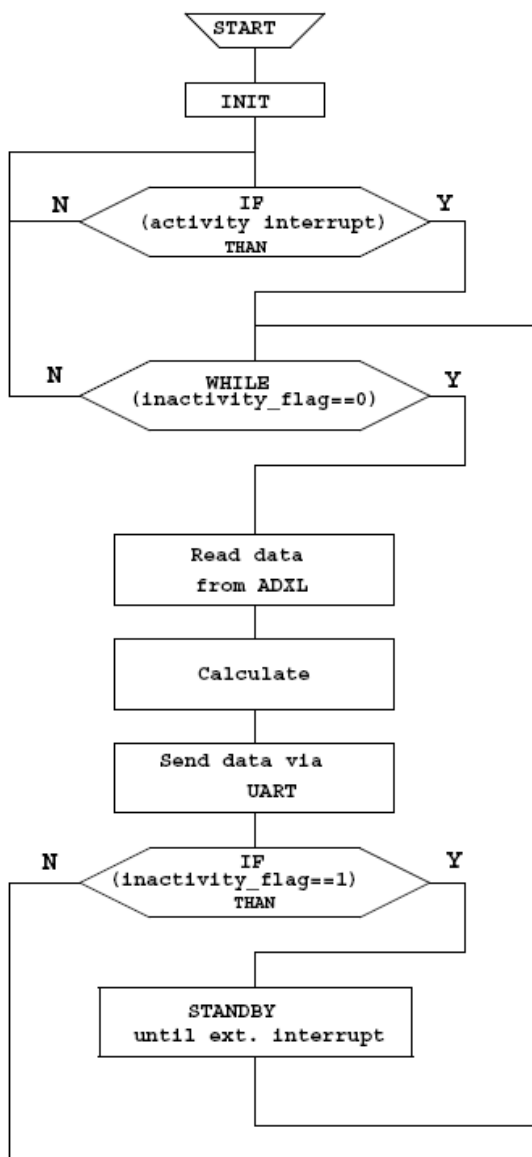 START
INIT
IF
N
Y
(activity interrupt)
THAN
N
Y
WHILE
(inactivity_flag==0)
Read data
from ADXL
Calculate
Send data via
UART
N
Y
IF
(inactivity_flag==1)
THAN
STANDBY
until ext. interrupt